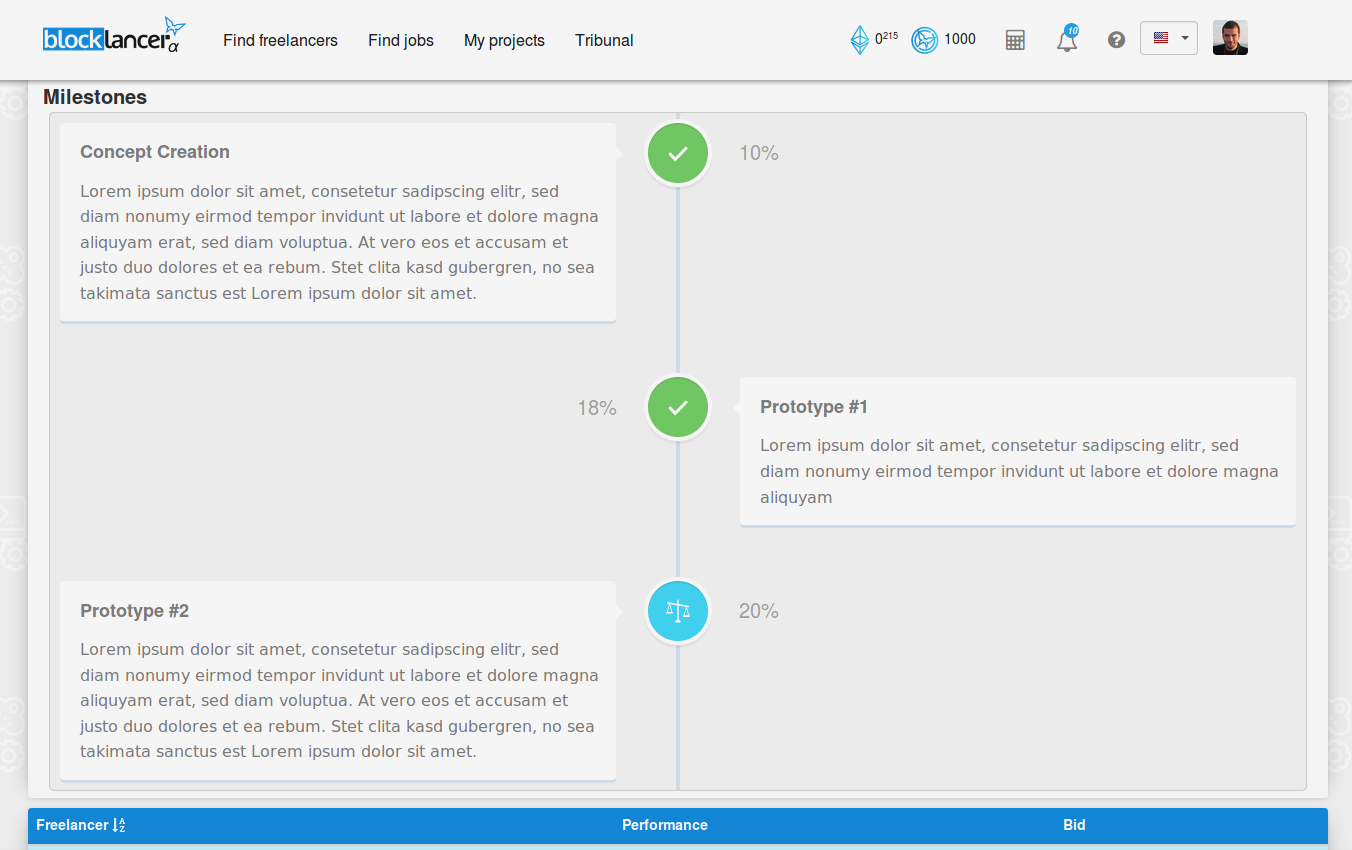 blocklancer α Find freelancers Find jobs My projects Tribunal 0215 1000 10
Milestones
Concept Creation
10%
Lorem ipsum dolor sit amet, consetetur sadipscing elitr, sed
diam nonumy eirmod tempor invidunt ut labore et dolore magna
aliquyam erat, sed diam voluptua. At vero eos et accusam et
justo duo dolores et ea rebum. Stet clita kasd gubergren, no sea
takimata sanctus est Lorem ipsum dolor sit amet.
18%
Prototype #1
Lorem ipsum dolor sit amet, consetetur sadipscing elitr, sed
diam nonumy eirmod tempor invidunt ut labore et dolore magna
aliquyam
Prototype #2
20%
Lorem ipsum dolor sit amet, consetetur sadipscing elitr, sed
diam nonumy eirmod tempor invidunt ut labore et dolore magna
aliquyam erat, sed diam voluptua. At vero eos et accusam et
justo duo dolores et ea rebum. Stet clita kasd gubergren, no sea
takimata sanctus est Lorem ipsum dolor sit amet.
Freelancer Performance Bid